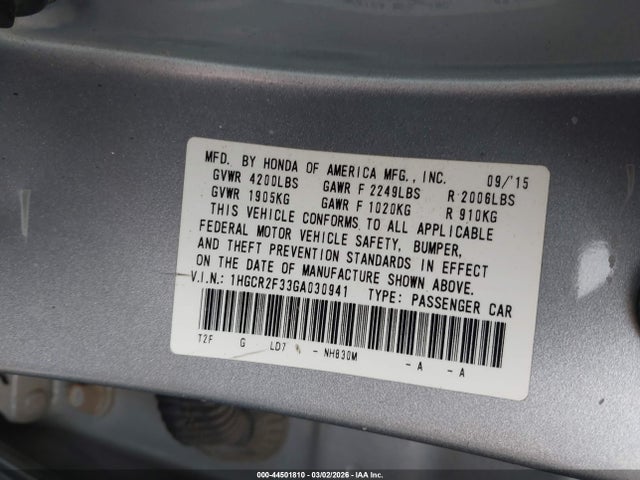 MFD. BY HONDA OF AMERICA MFG., INC. 09/'15
GVWR 4200LBS GAWR F 2249LBS R 2006LBS
GVWR 1905KG GAWR F 1020KG R 910KG
THIS VEHICLE CONFORMS TO ALL APPLICABLE
FEDERAL MOTOR VEHICLE SAFETY, BUMPER,
AND THEFT PREVENTION STANDARDS IN EFFECT
ON THE DATE OF MANUFACTURE SHOWN ABOVE.
V.I.N.: 1HGCR2F33GA030941 TYPE: PASSENGER CAR
T2F G LD7 - NH830M - A - A
000-44501810 - 03/02/2026 - IAA Inc.